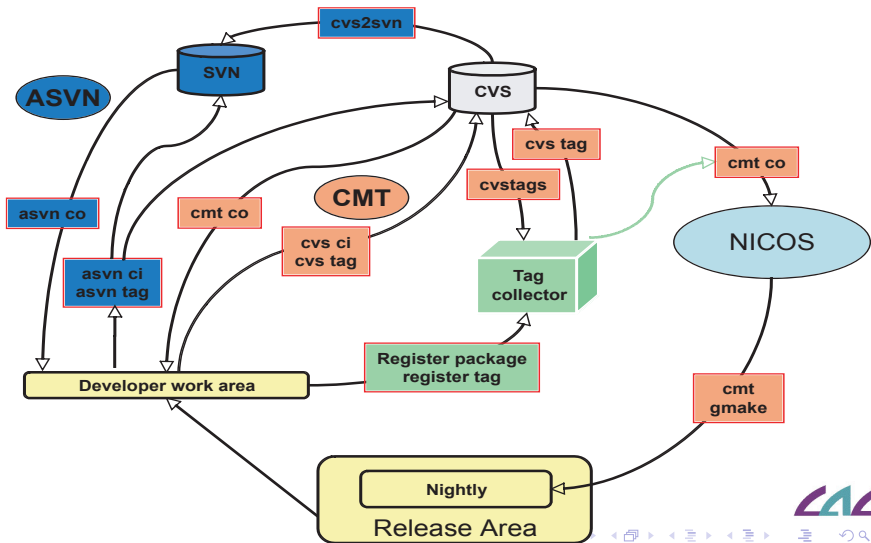 cvs2svn
SVN
ASVN
CVS
cvs tag
cmt co
cvstags
CMT
asvn co
cmt co
cvs ci
cvs tag
NICOS
asvn ci
asvn tag
Tag
collector
Register package
register tag
Developer work area
cmt
gmake
Nightly
Release Area